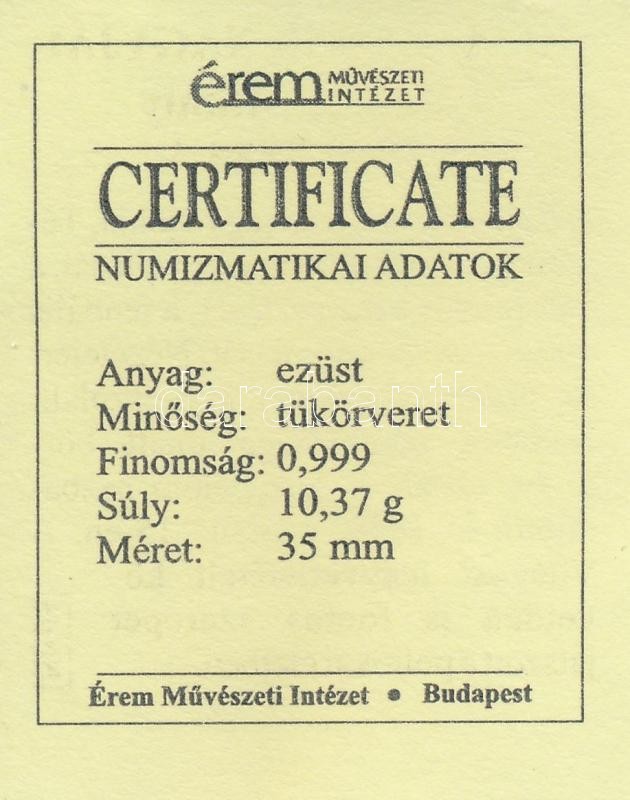 érem MŰVÉSZETI
INTÉZET
CERTIFICATE
NUMIZMATIKAI ADATOK
Anyag: ezüst
Minőség: tükörveret
Finomság: 0,999
Súly: 10,37 g
Méret: 35 mm
darabanth
Érem Művészeti Intézet • Budapest